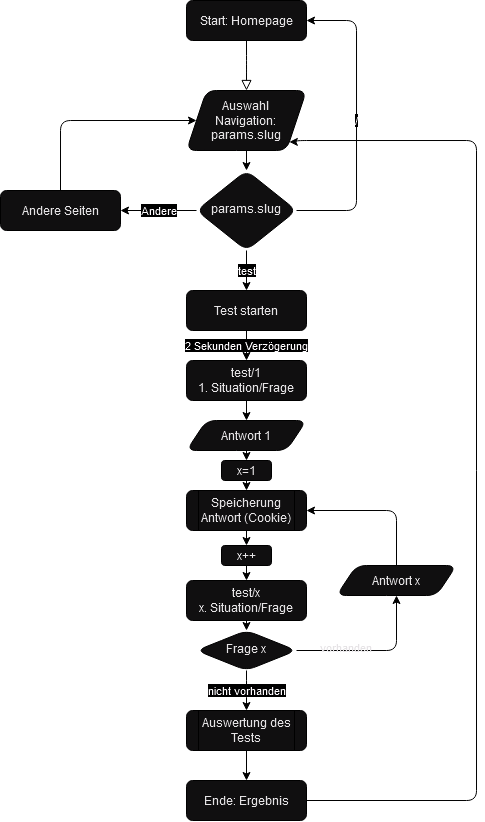 Start: Homepage
Auswahl
Navigation:
params.slug
/
params.slug
Andere
Andere Seiten
test
Test starten
2 Sekunden Verzögerung
test/1
1. Situation/Frage
Antwort 1
x=1
Speicherung
Antwort (Cookie)
x++
test/x
x. Situation/Frage
Antwort x
Frage x
vorhanden
nicht vorhanden
Auswertung des
Tests
Ende: Ergebnis